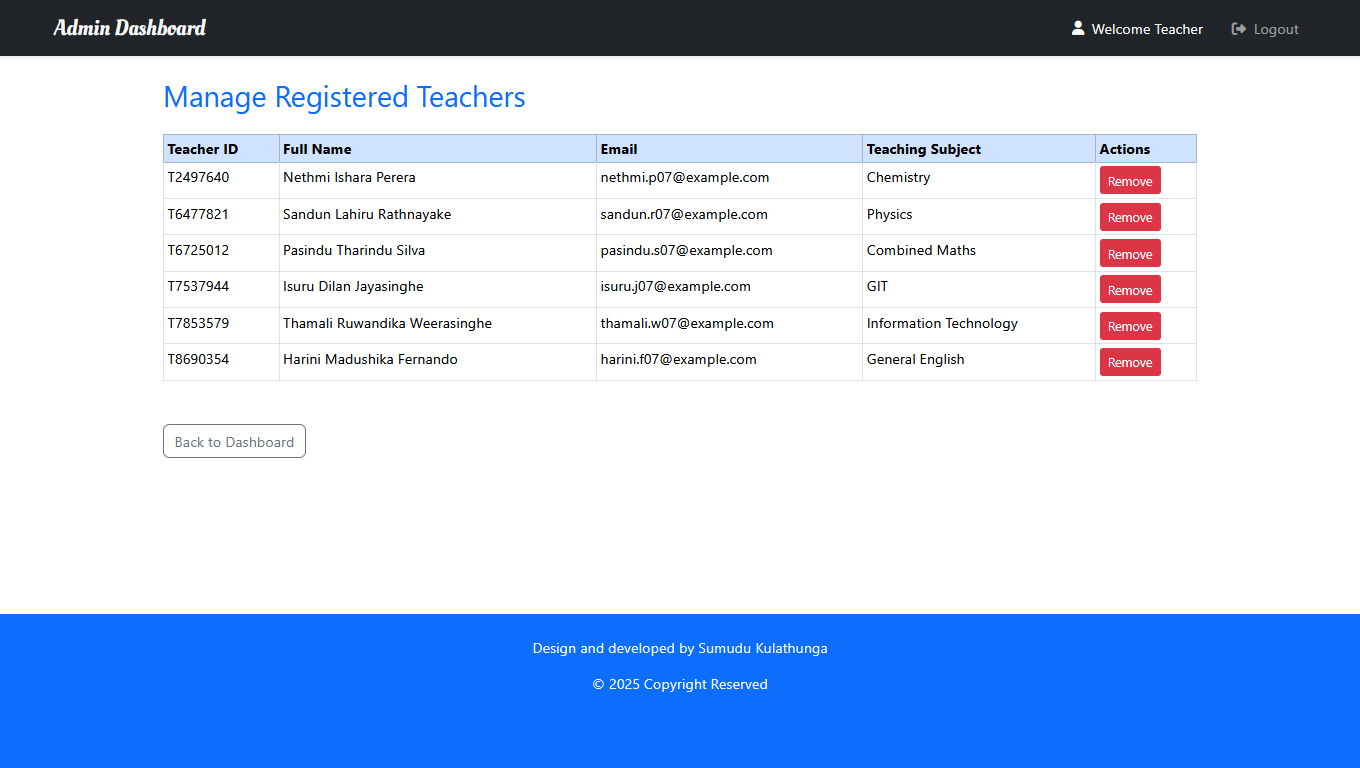 Admin Dashboard Welcome Teacher Logout
Manage Registered Teachers
Teacher ID Full Name Email Teaching Subject Actions
T2497640 Nethmi Ishara Perera nethmi.p07@example.com Chemistry Remove
T6477821 Sandun Lahiru Rathnayake sandun.r07@example.com Physics Remove
T6725012 Pasindu Tharindu Silva pasindu.s07@example.com Combined Maths Remove
T7537944 Isuru Dilan Jayasinghe isuru.j07@example.com GIT Remove
T7853579 Thamali Ruwandika Weerasinghe thamali.w07@example.com Information Technology Remove
T8690354 Harini Madushika Fernando harini.f07@example.com General English Remove
Back to Dashboard
Design and developed by Sumudu Kulathunga
© 2025 Copyright Reserved